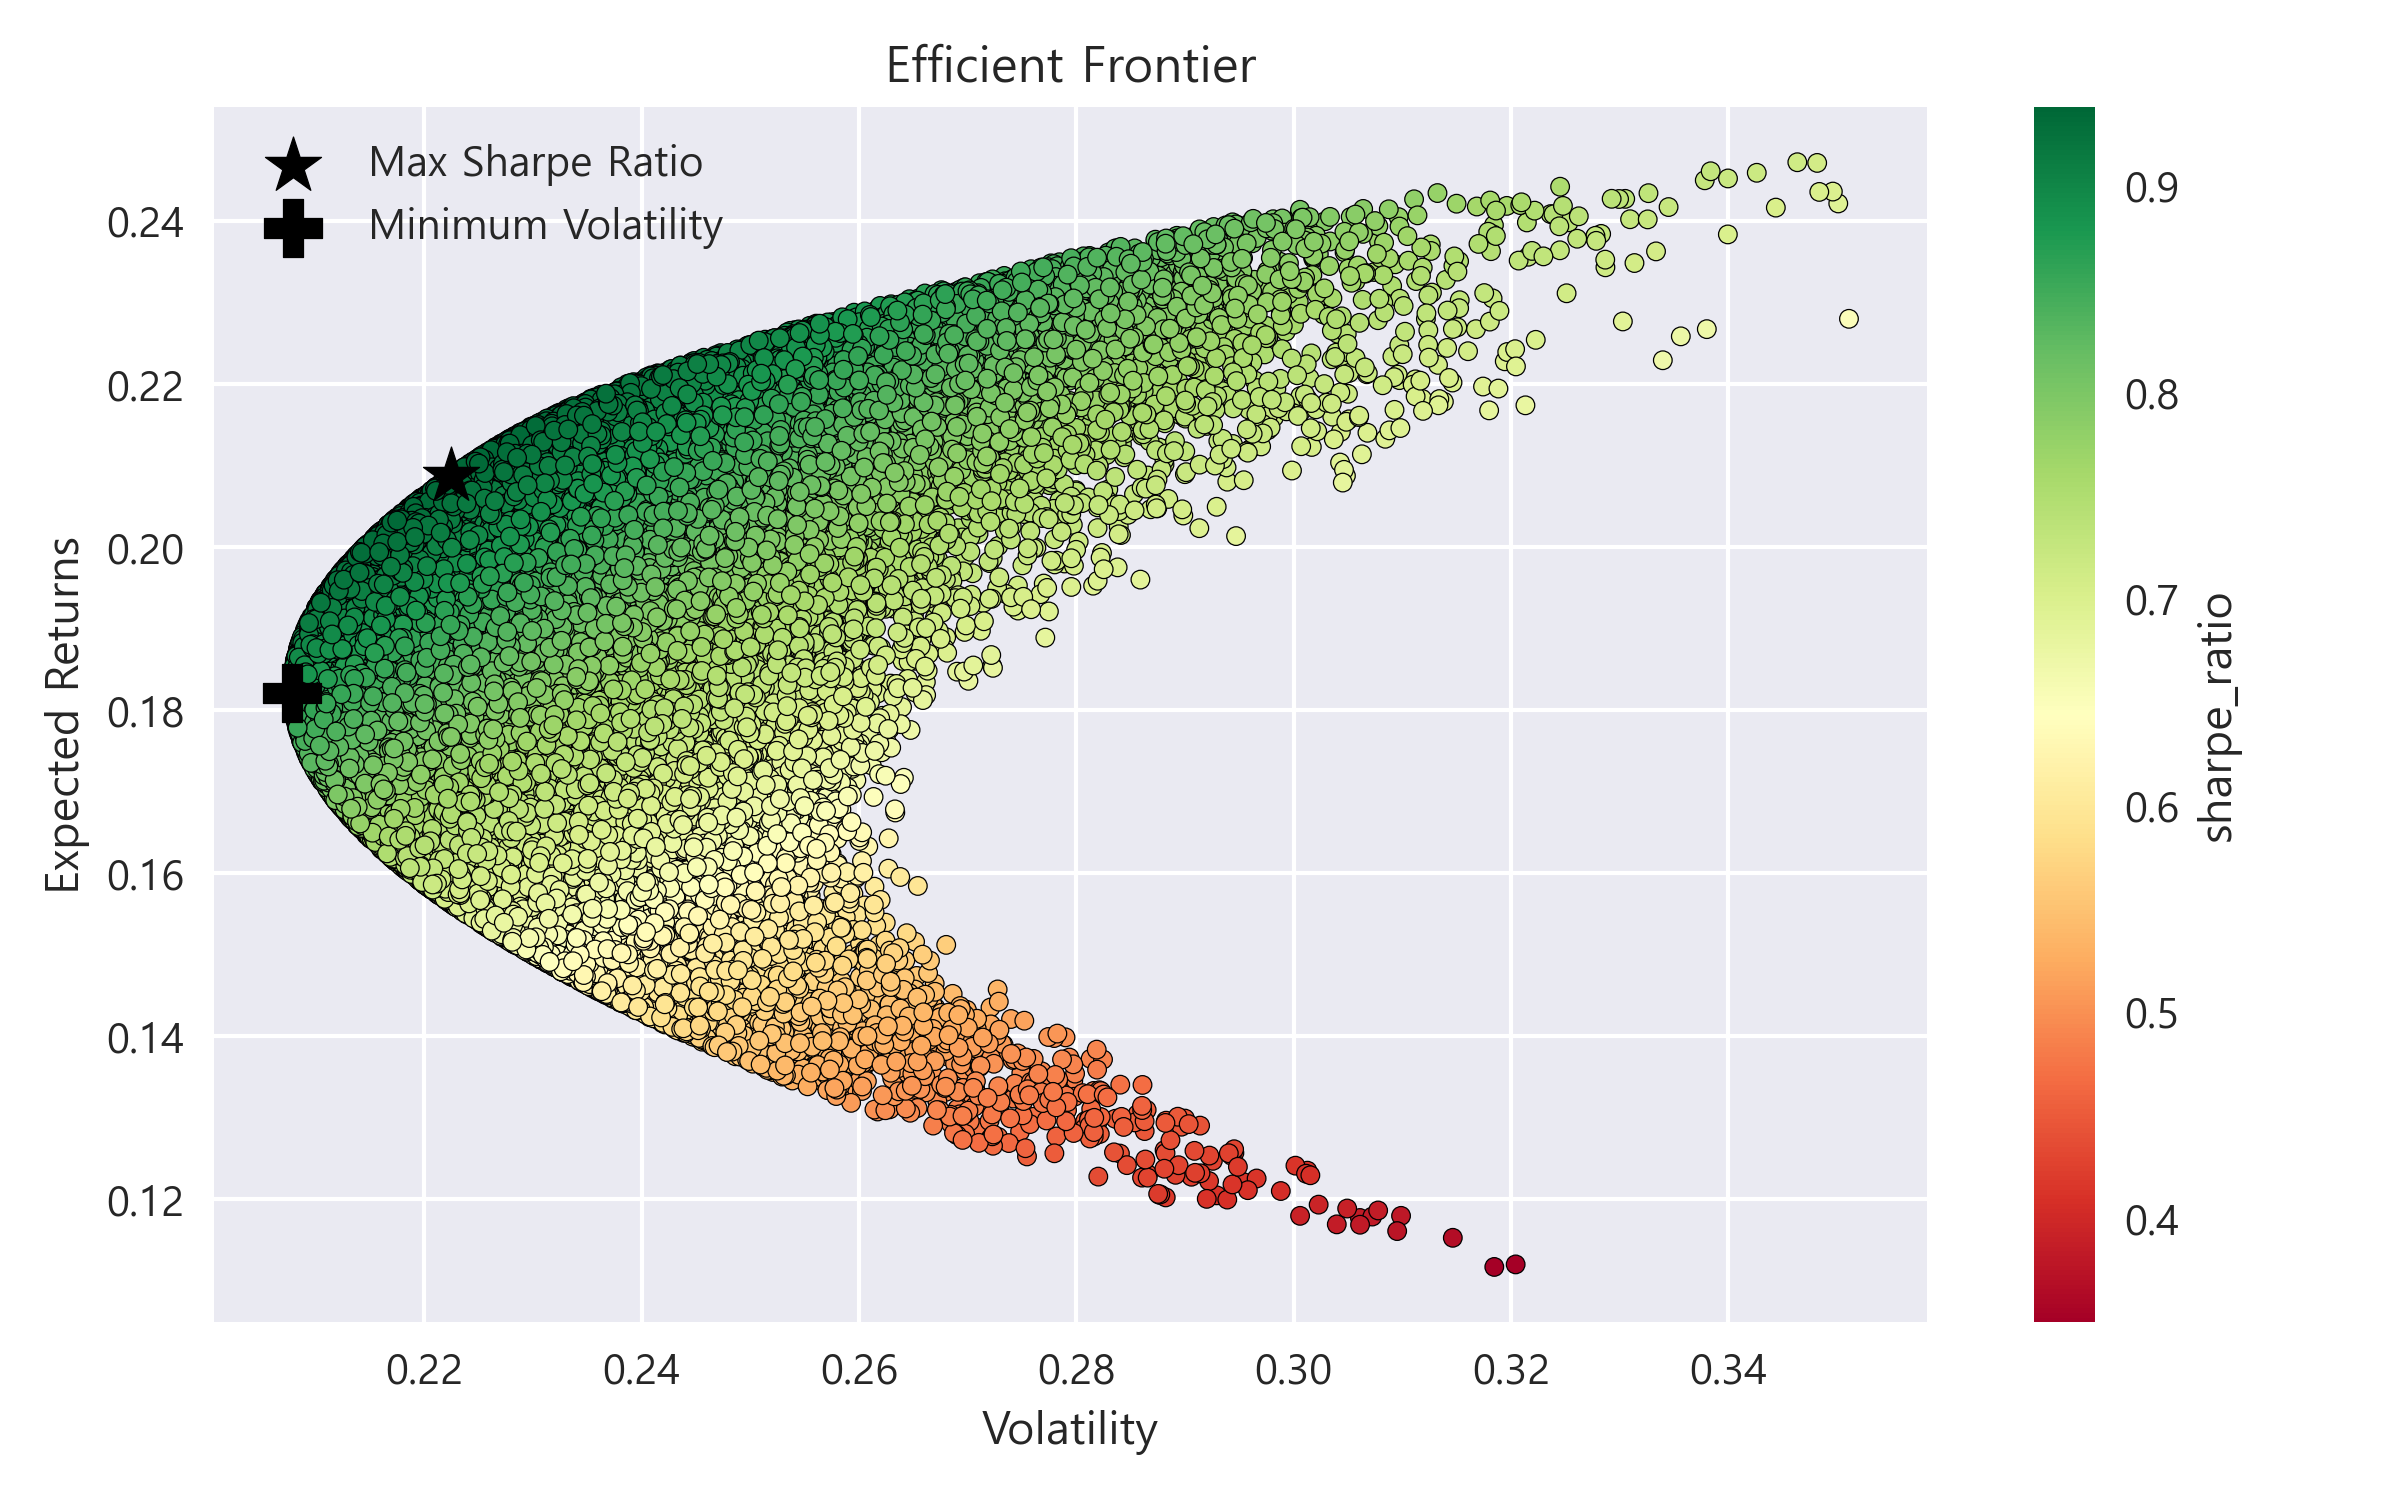 Efficient Frontier
Max Sharpe Ratio
Minimum Volatility
Expected Returns
0.24
0.22
0.20
0.18
0.16
0.14
0.12
0.22 0.24 0.26 0.28 0.30 0.32 0.34
Volatility
0.9
0.8
0.7
0.6
0.5
0.4
sharpe_ratio